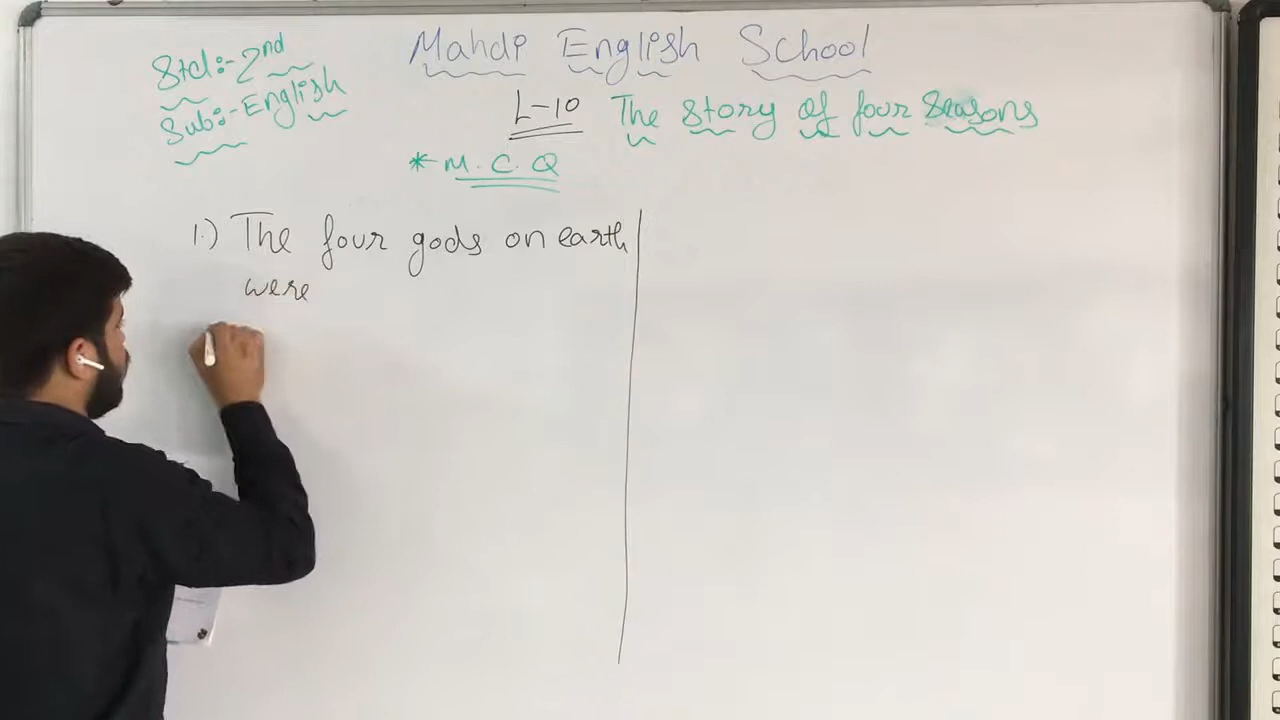 Mahdi English School
Std:-2nd
Sub:-English
L-10 The Story of four Seasons
* M.C.Q
1.) The four gods on earth
were